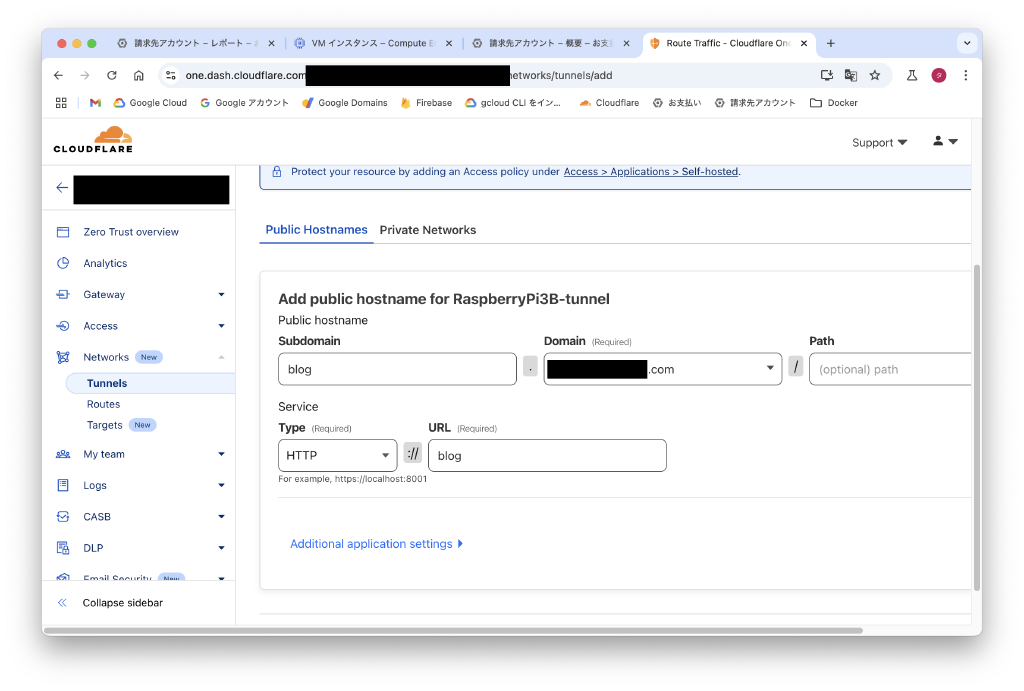 請求先アカウント – レポート –
VM インスタンス – Compute E
請求先アカウント – 概要 – お支
Route Traffic - Cloudflare One
one.dash.cloudflare.com
networks/tunnels/add
Gmail
Google Cloud
Google アカウント
Google Domains
Firebase
gcloud CLI をイン...
Cloudflare
お支払い
請求先アカウント
Docker
CLOUDFLARE
Support
Protect your resource by adding an Access policy under Access > Applications > Self-hosted.
Zero Trust overview
Analytics
Gateway
Access
Networks New
Tunnels
Routes
Targets New
My team
Logs
CASB
DLP
Email Security New
Collapse sidebar
Public Hostnames
Private Networks
Add public hostname for RaspberryPi3B-tunnel
Public hostname
Subdomain
Domain (Required)
Path
blog
.
.com
/
(optional) path
Service
Type (Required)
URL (Required)
HTTP
://
blog
For example, https://localhost:8001
Additional application settings